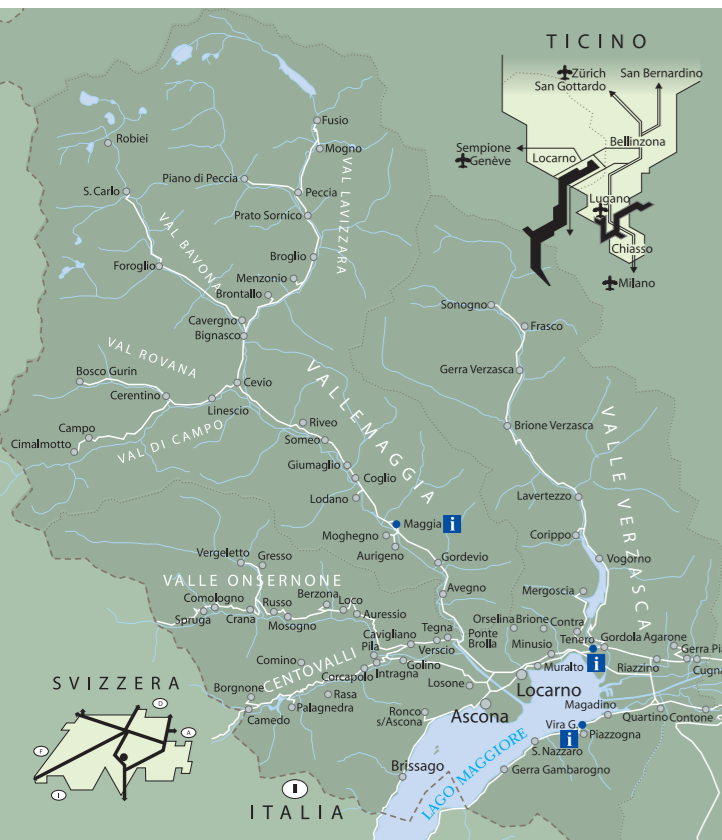 TICINO
Zürich
San Gottardo
San Bernardino
Sempione
Genève
Bellinzona
Locarno
Lugano
Chiasso
Milano
Fusio
Robiei
Mogno
Piano di Peccia
Peccia
S. Carlo
VAL LAVIZZARA
Prato Sornico
VAL BAVONA
Broglio
Foroglio
Menzonio
Brontallo
Sonogno
Cavergno
Bignasco
Frasco
VAL ROVANA
Bosco Gurin
Cevio
Gerra Verzasca
Cerentino
Linescio
VALLEMAGGIA
Campo
Cimalmotto
VAL DI CAMPO
Riveo
Someo
Brione Verzasca
VALLE VERZASCA
Giumaglio
Coglio
Lodano
Lavertezzo
Maggia
i
Moghegno
Aurigeno
Corippo
Vergeletto
Gresso
Gordevio
Vogorno
VALLE ONSERNONE
Avegno
Mergoscia
Comologno
Spruga
Crana
Russo
Mosogno
Berzona
Loco
Auressio
Orselina
Brione
Contra
Tegna
Ponte
Brolla
Cavigliano
Verscio
Tenero
Gordola
Agarone
Gerra Pia
Minusio
Pila
Comino
CENTOVALLI
Golino
Intragna
Corcapolo
Muralto
i
Riazzino
Cugna
SVIZZERA
Borgnone
Rasa
Losone
Locarno
Camedo
Palagnedra
Ronco
s/Ascona
Ascona
Magadino
Vira G.
Quartino
Contone
i
Piazzogna
D
A
F
I
S. Nazzaro
Brissago
LAGO MAGGIORE
Gerra Gambarogno
I
ITALIA